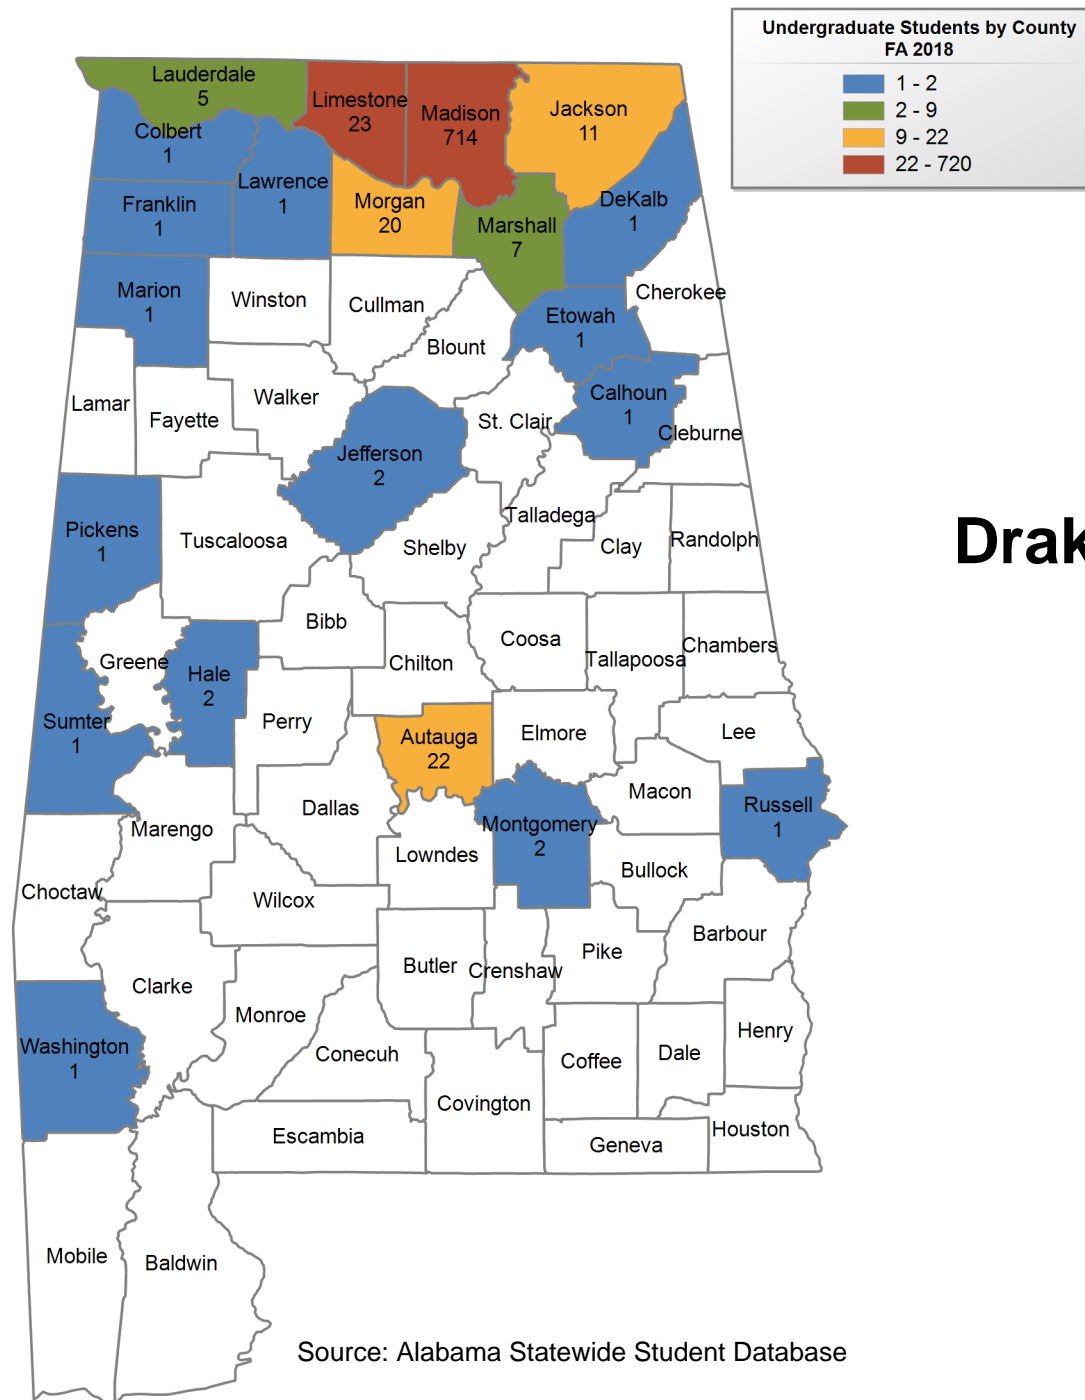 Undergraduate Students by County
FA 2018
1 - 2
2 - 9
9 - 22
22 - 720
Lauderdale
5
Limestone
23
Madison
714
Jackson
11
Colbert
1
Lawrence
1
Franklin
1
Morgan
20
Marshall
7
DeKalb
1
Marion
1
Winston
Cullman
Blount
Etowah
1
Cherokee
Lamar
Fayette
Walker
St. Clair
Calhoun
1
Cleburne
Jefferson
2
Pickens
1
Tuscaloosa
Shelby
Talladega
Clay
Randolph
Drak
Bibb
Greene
Hale
2
Chilton
Coosa
Tallapoosa
Chambers
Sumter
1
Perry
Autauga
22
Elmore
Lee
Dallas
Macon
Russell
1
Marengo
Montgomery
2
Lowndes
Bullock
Choctaw
Wilcox
Barbour
Butler
Crenshaw
Pike
Clarke
Monroe
Henry
Washington
1
Conecuh
Coffee
Dale
Covington
Escambia
Geneva
Houston
Mobile
Baldwin
Source: Alabama Statewide Student Database